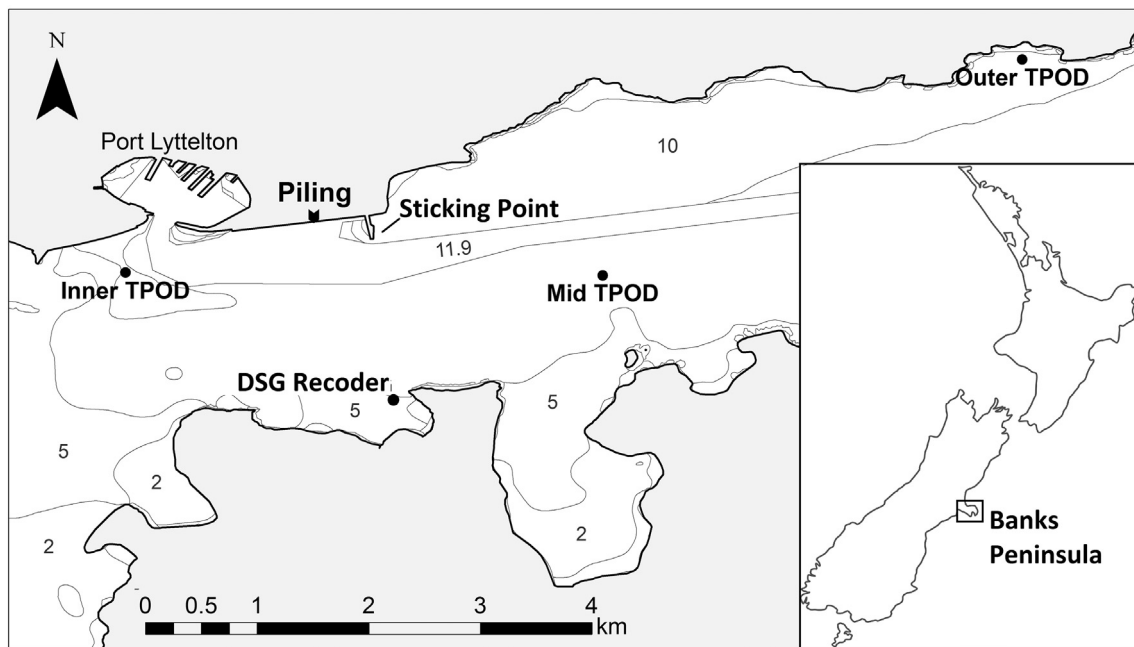 N
Outer TPOD
Port Lyttelton
10
Piling
Sticking Point
11.9
Inner TPOD
Mid TPOD
DSG Recoder
5
5
5
2
2
2
Banks
Peninsula
0 0.5 1 2 3 4
km